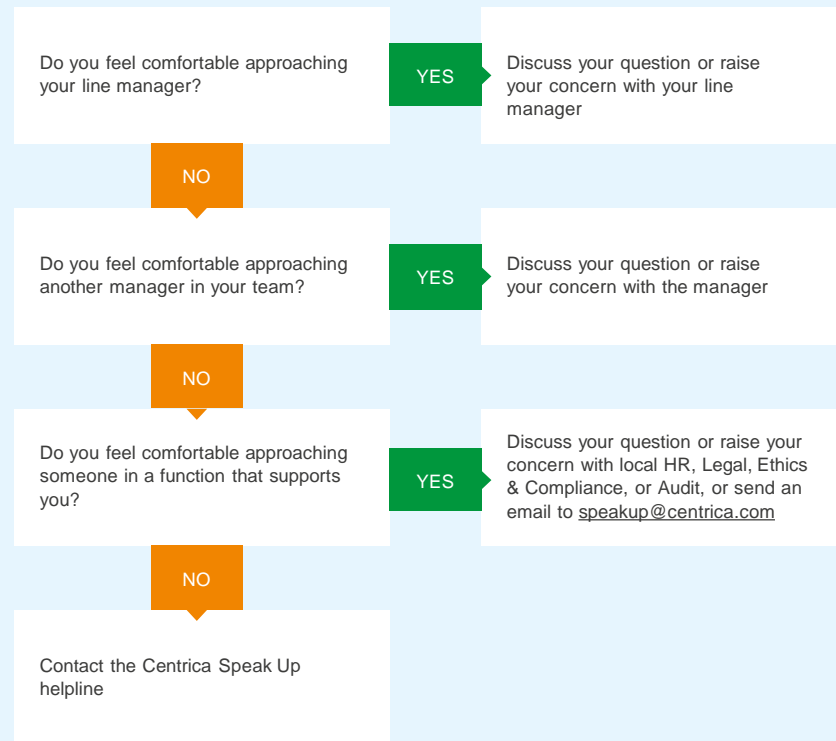 Do you feel comfortable approaching
your line manager?
YES
Discuss your question or raise
your concern with your line
manager
NO
Do you feel comfortable approaching
another manager in your team?
YES
Discuss your question or raise
your concern with the manager
NO
Do you feel comfortable approaching
someone in a function that supports
you?
YES
Discuss your question or raise your
concern with local HR, Legal, Ethics
& Compliance, or Audit, or send an
email to speakup@centrica.com
NO
Contact the Centrica Speak Up
helpline